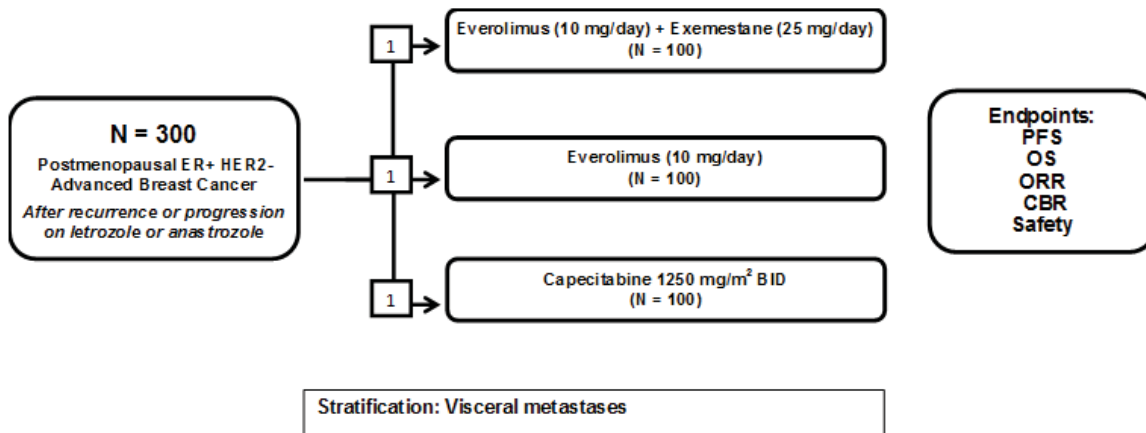 N = 300
Postmenopausal ER+ HER2-
Advanced Breast Cancer
After recurrence or progression
on letrozole or anastrozole
1
Everolimus (10 mg/day) + Exemestane (25 mg/day)
(N = 100)
1
Everolimus (10 mg/day)
(N = 100)
1
Capecitabine 1250 mg/m² BID
(N = 100)
Endpoints:
PFS
OS
ORR
CBR
Safety
Stratification: Visceral metastases